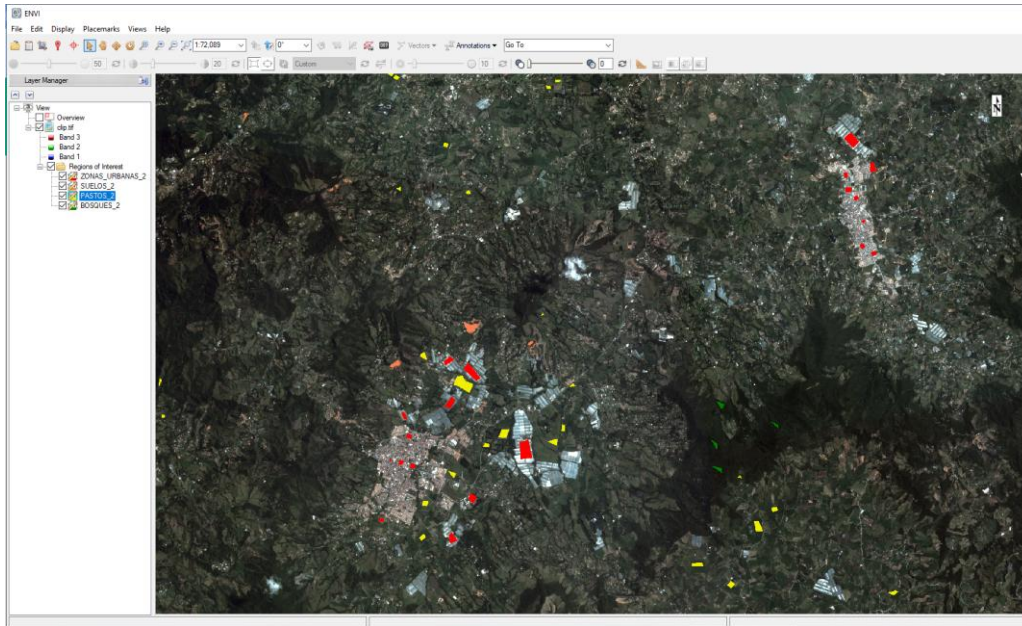 ENVI
File Edit Display Placemarks Views Help
1:72,089 0° Vectors Annotations Go To
50 20 Custom 10 0
Layer Manager
View
Overview
clip.tif
Band 3
Band 2
Band 1
Regions of Interest
ZONAS_URBANAS_2
SUELOS_2
PASTOS_2
BOSQUES_2
N